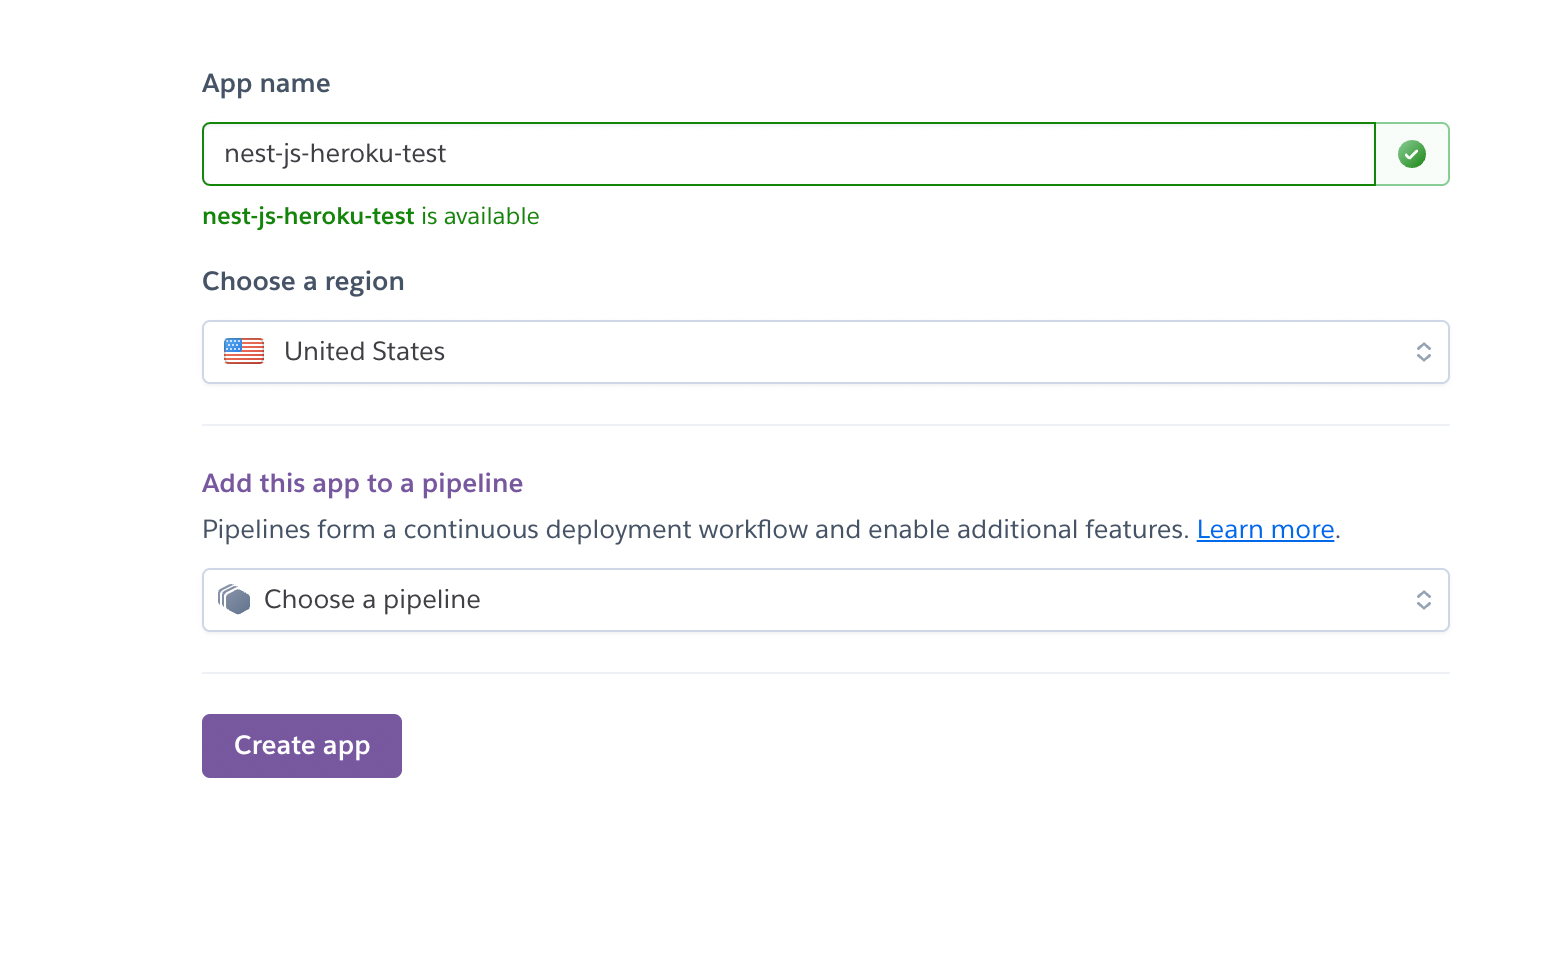 App name
nest-js-heroku-test
nest-js-heroku-test is available
Choose a region
United States
Add this app to a pipeline
Pipelines form a continuous deployment workflow and enable additional features. Learn more.
Choose a pipeline
Create app